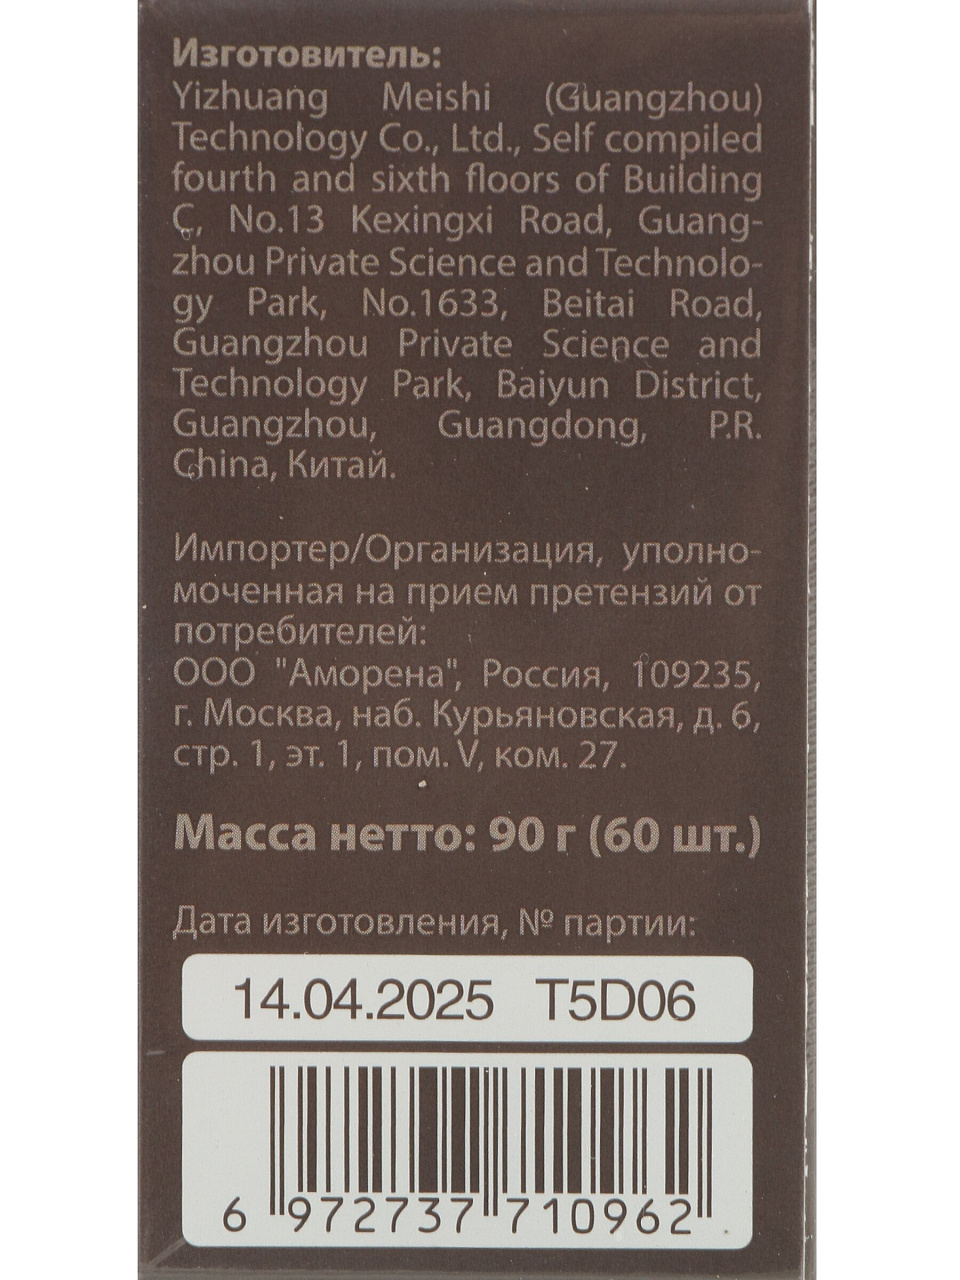 Изготовитель:
Yizhuang Meishi (Guangzhou)
Technology Co., Ltd., Self compiled
fourth and sixth floors of Building
C, No.13 Kexingxi Road, Guang-
zhou Private Science and Technolo-
gy Park, No.1633, Beitai Road,
Guangzhou Private Science and
Technology Park, Baiyun District,
Guangzhou, Guangdong, P.R.
China, Китай.
Импортер/Организация, уполно-
моченная на прием претензий от
потребителей:
ООО "Аморена", Россия, 109235,
г. Москва, наб. Курьяновская, д. 6,
стр. 1, эт. 1, пом. V, ком. 27.
Масса нетто: 90 г (60 шт.)
Дата изготовления, № партии:
14.04.2025 T5D06
6 972737 710962